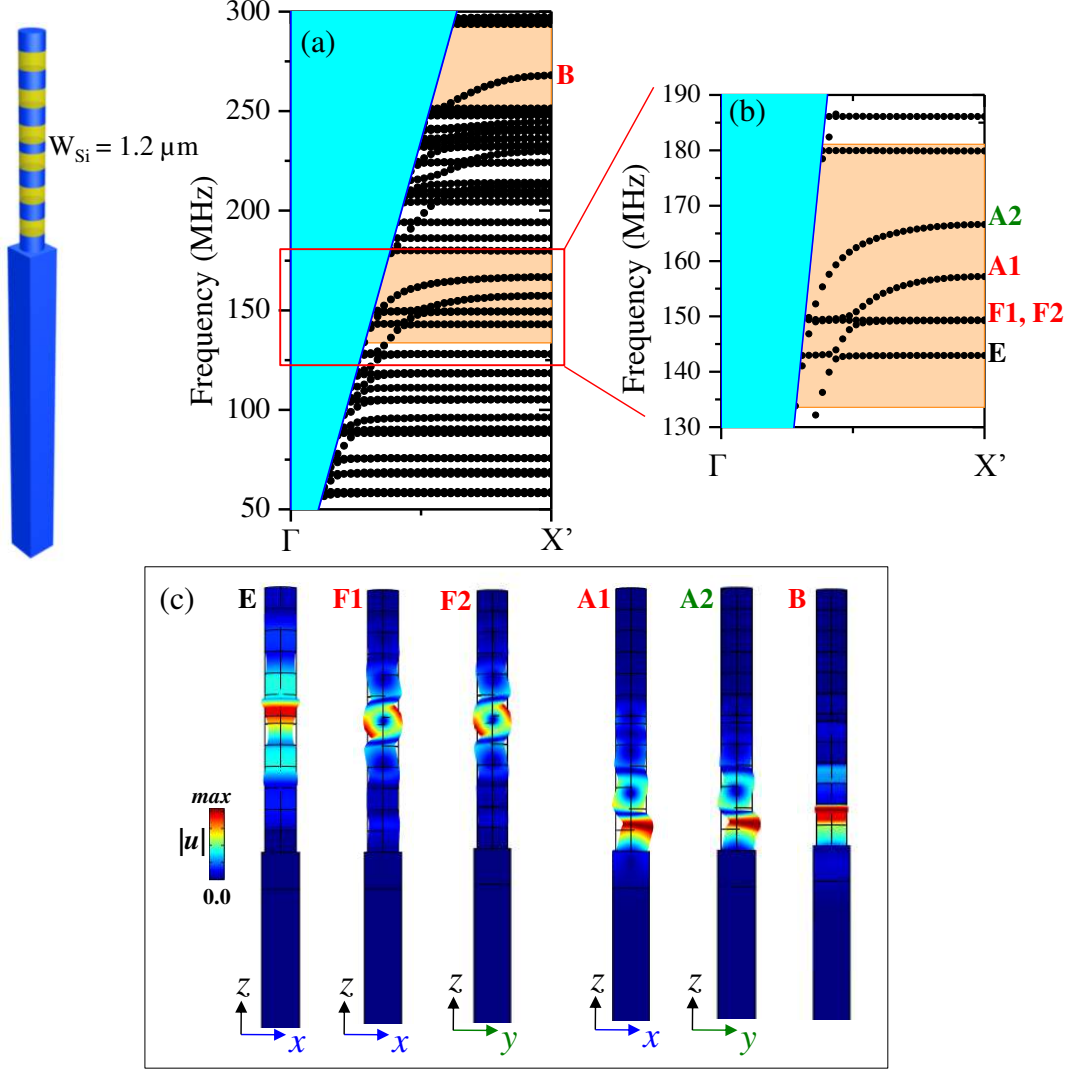 W_Si = 1.2 μm
(a)
B
Frequency (MHz)
300
250
200
150
100
50
Γ
X’
(b)
Frequency (MHz)
190
180
170
160
150
140
130
A2
A1
F1, F2
E
Γ
X’
(c)
E
F1
F2
A1
A2
B
max
|u|
0.0
z
x
z
x
z
y
z
x
z
y